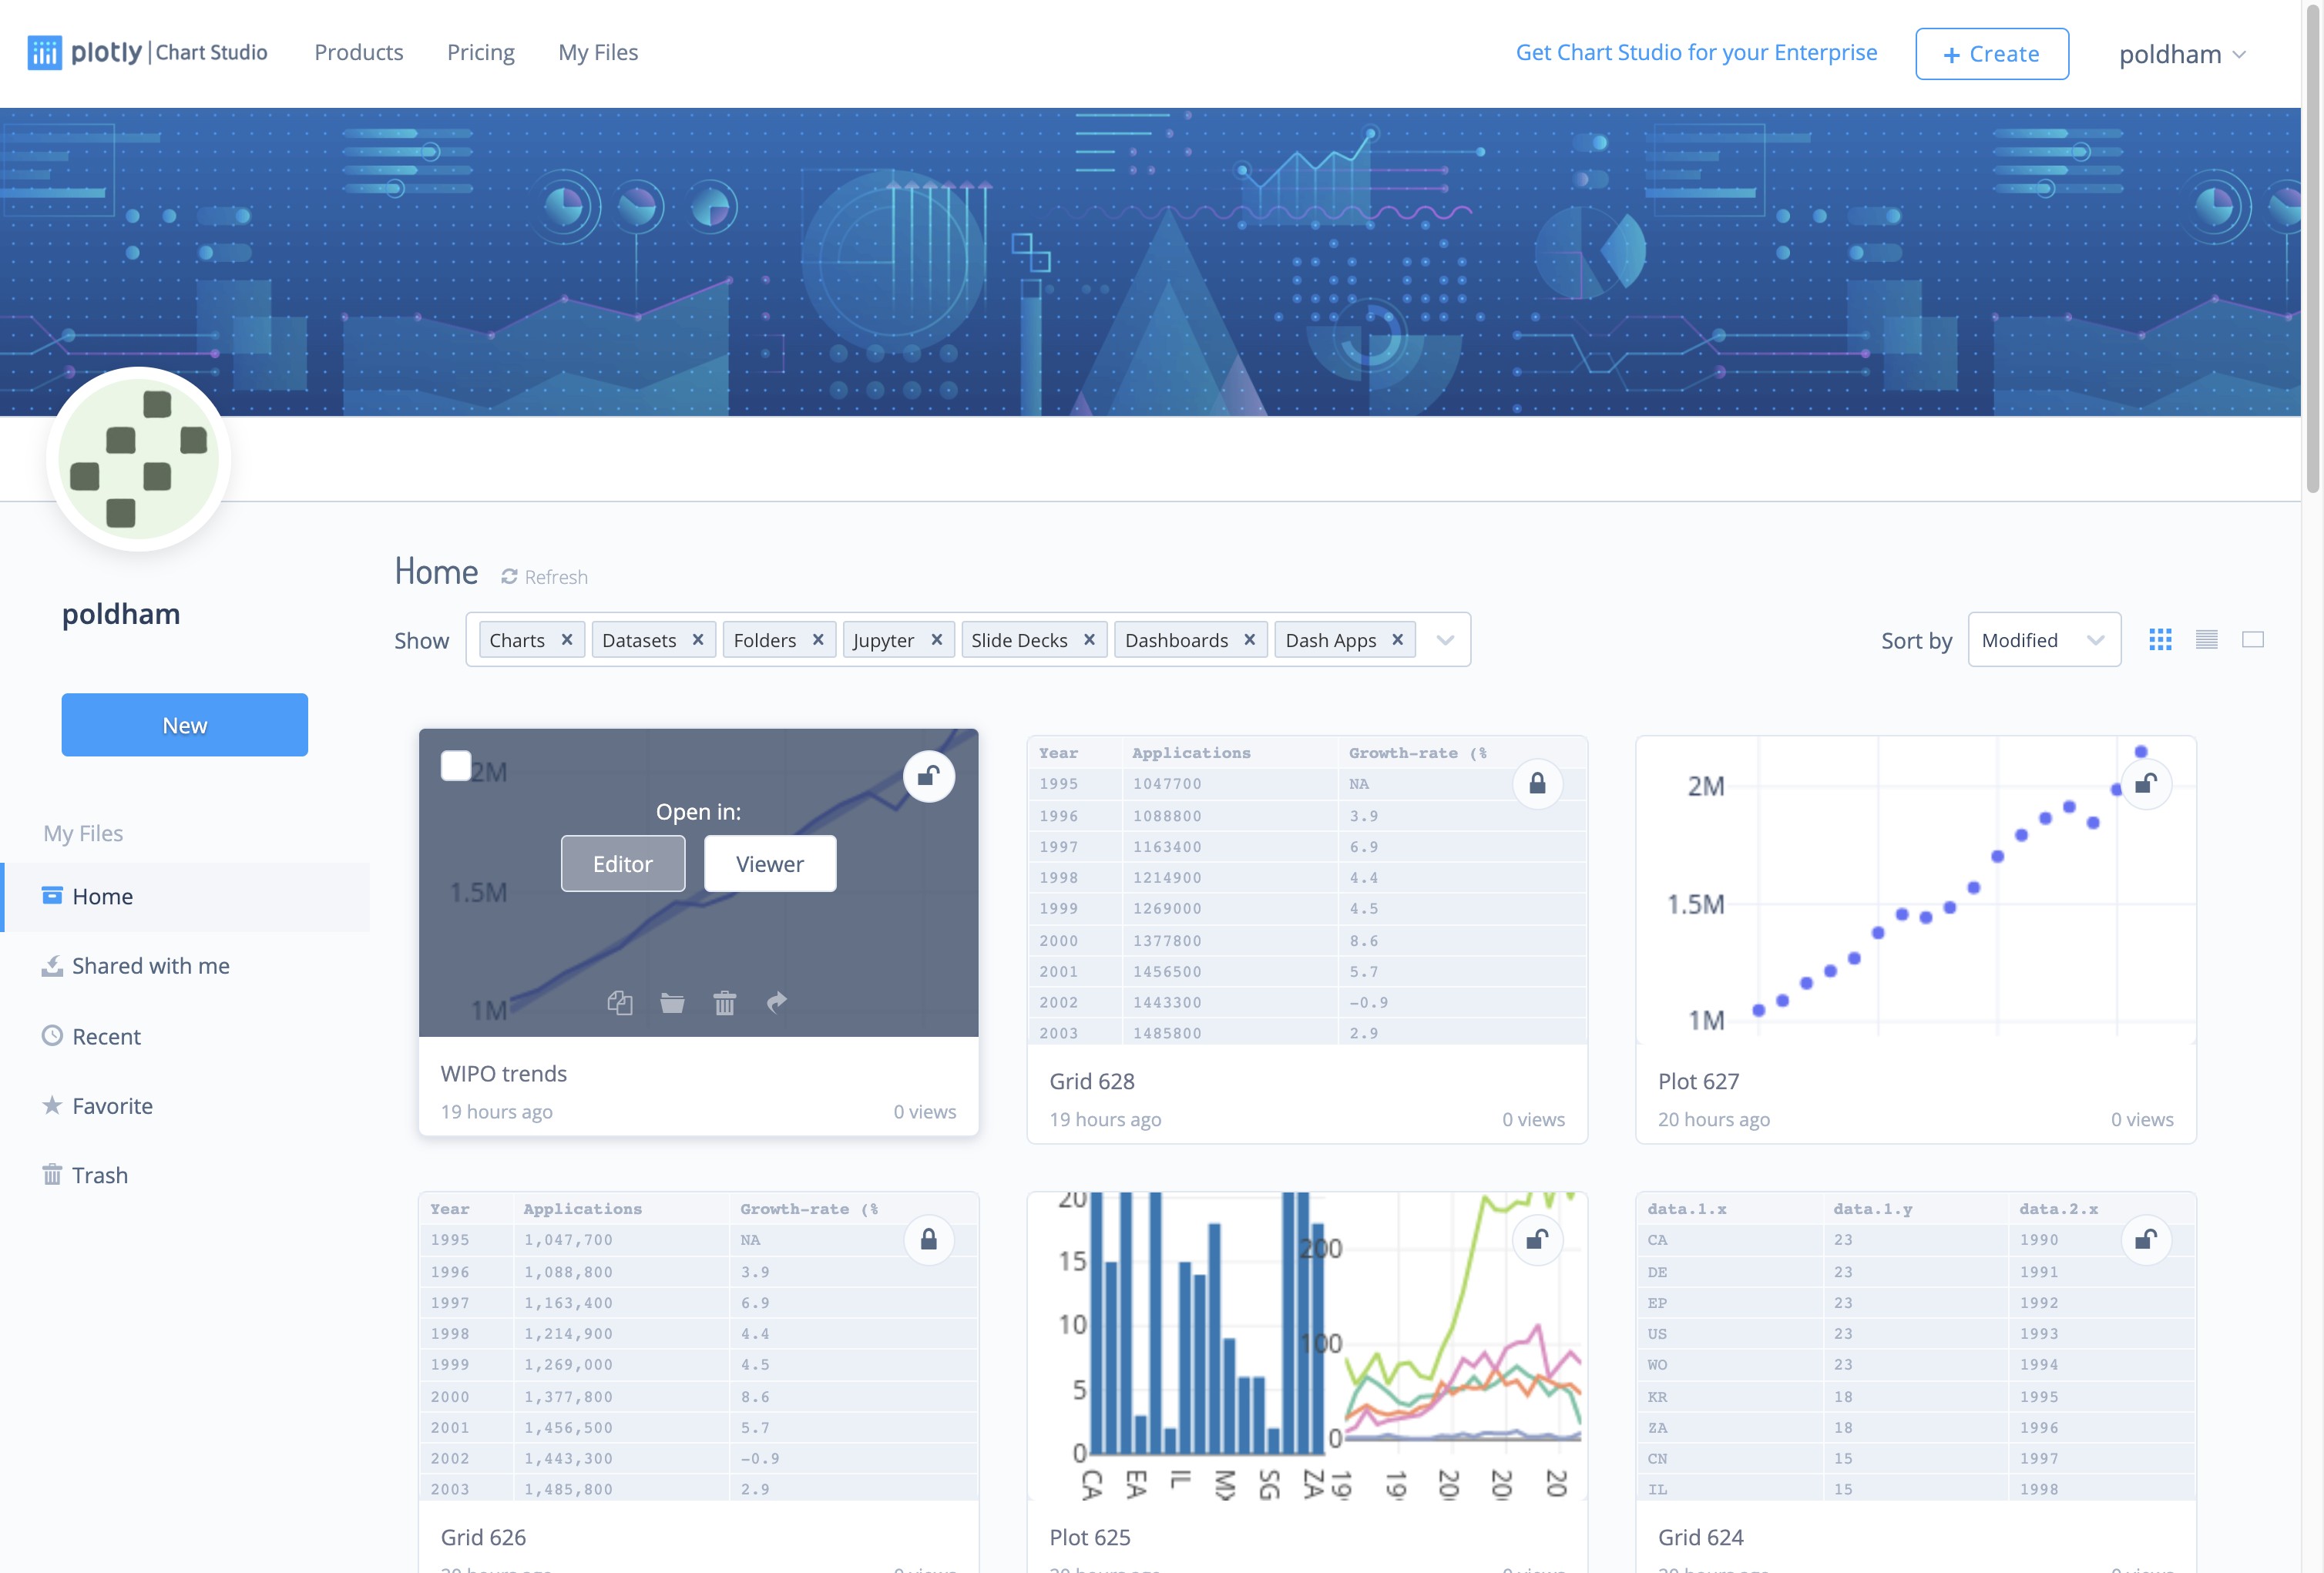 plotly | Chart Studio Products Pricing My Files Get Chart Studio for your Enterprise + Create poldham
poldham
New
My Files
Home
Shared with me
Recent
Favorite
Trash
Home Refresh
Show Charts × Datasets × Folders × Jupyter × Slide Decks × Dashboards × Dash Apps × Sort by Modified
2M
Open in:
Editor Viewer
1.5M
1M
WIPO trends
19 hours ago 0 views
Year Applications Growth-rate (%
1995 1047700 NA
1996 1088800 3.9
1997 1163400 6.9
1998 1214900 4.4
1999 1269000 4.5
2000 1377800 8.6
2001 1456500 5.7
2002 1443300 -0.9
2003 1485800 2.9
Grid 628
19 hours ago 0 views
2M
1.5M
1M
Plot 627
20 hours ago 0 views
Year Applications Growth-rate (%
1995 1,047,700 NA
1996 1,088,800 3.9
1997 1,163,400 6.9
1998 1,214,900 4.4
1999 1,269,000 4.5
2000 1,377,800 8.6
2001 1,456,500 5.7
2002 1,443,300 -0.9
2003 1,485,800 2.9
Grid 626
20
15
10
5
0
CA EA IL MX SG ZA
200
100
0
19 19 20 20 20
Plot 625
data.1.x data.1.y data.2.x
CA 23 1990
DE 23 1991
EP 23 1992
US 23 1993
WO 23 1994
KR 18 1995
ZA 18 1996
CN 15 1997
IL 15 1998
Grid 624